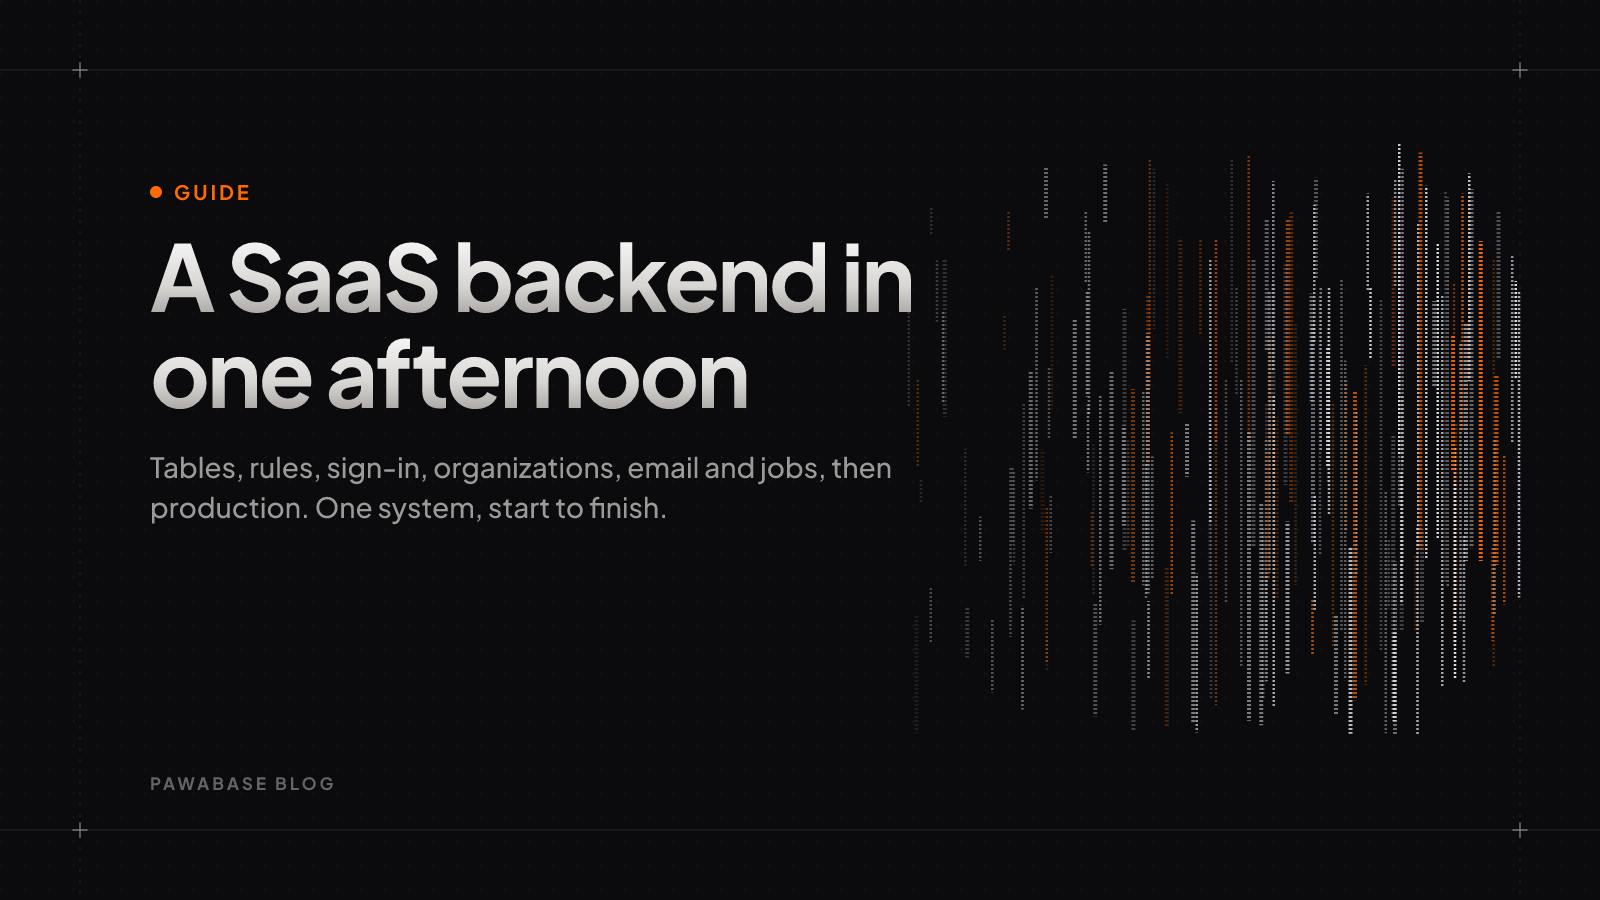 GUIDE
A SaaS backend in
one afternoon
Tables, rules, sign-in, organizations, email and jobs, then
production. One system, start to finish.
PAWABASE BLOG